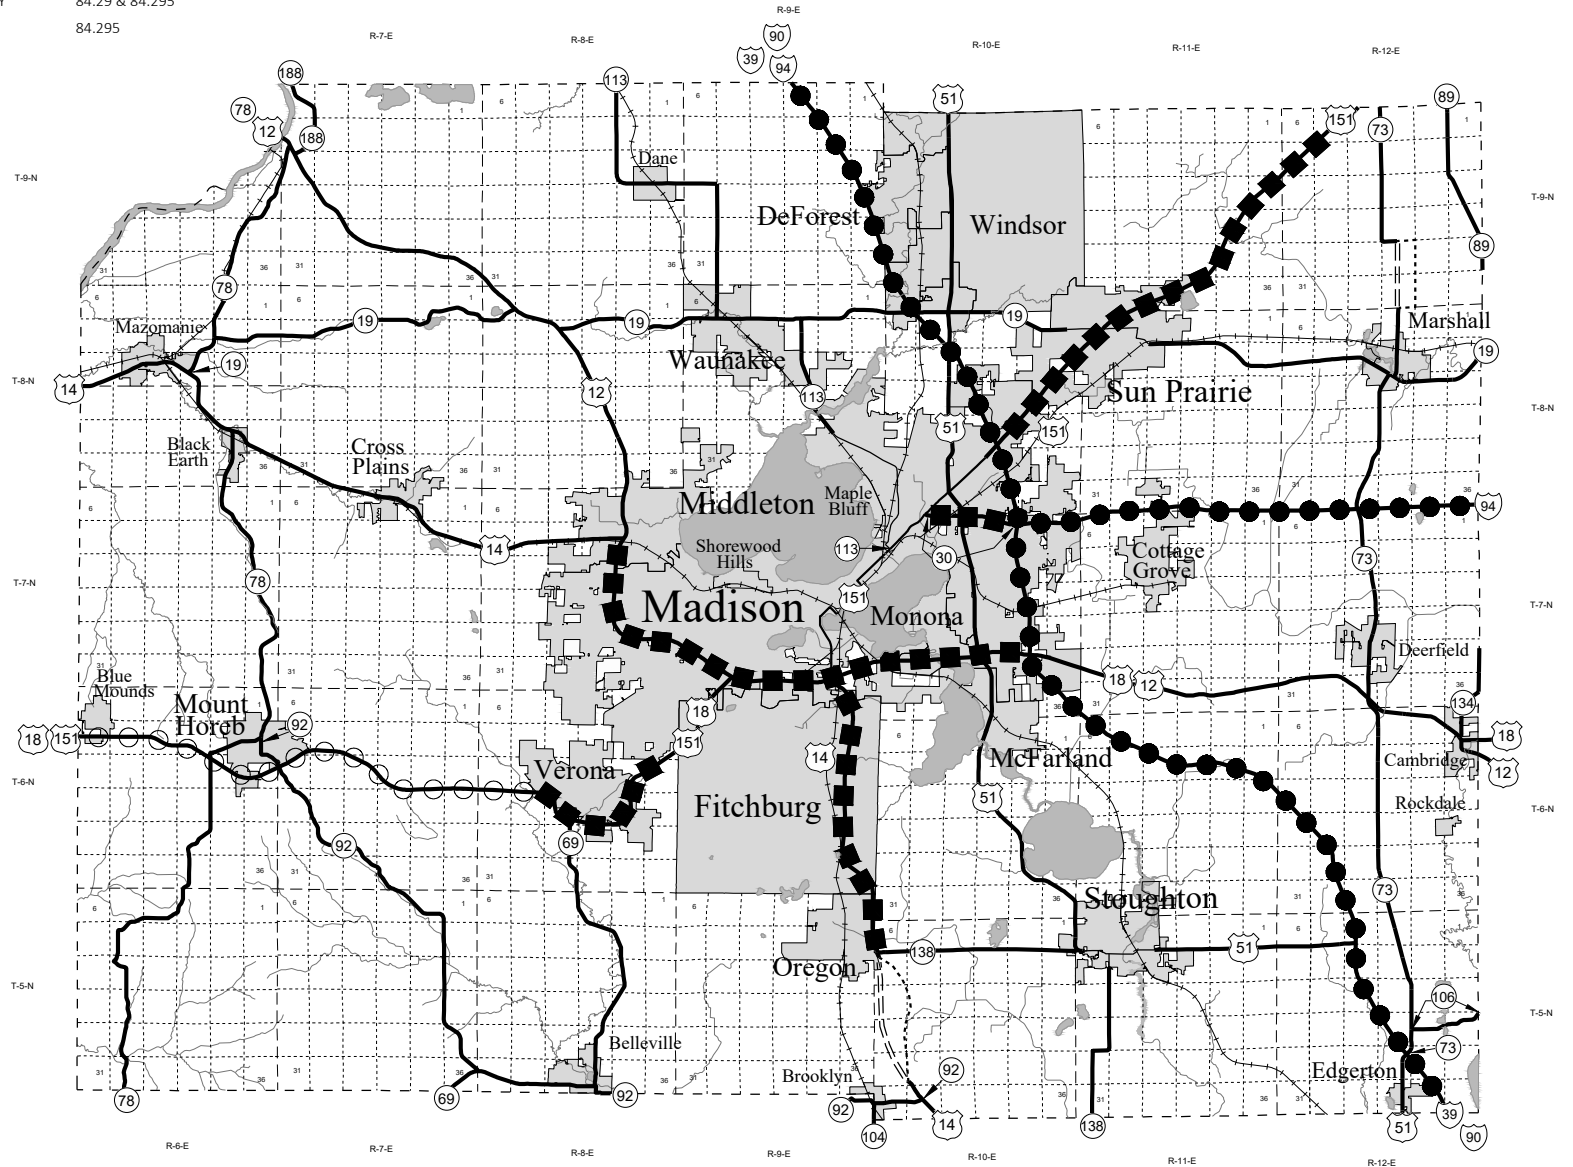 Y
84.29 & 84.295
84.295
R-9-E
R-7-E
R-8-E
R-10-E
R-11-E
R-12-E
90
39
94
188
78
12
188
113
51
151
73
89
T-9-N
T-9-N
Dane
DeForest
Windsor
89
78
19
19
19
Mazomanie
Marshall
Waunakee
19
19
T-8-N
14
12
113
Sun Prairie
T-8-N
51
151
Black
Earth
Cross
Plains
Middleton
Maple
Bluff
94
14
Shorewood
Hills
113
30
Cottage
Grove
73
T-7-N
78
Madison
151
Monona
T-7-N
Deerfield
Blue
Mounds
18
12
Mount
Horeb
92
18
134
18
151
151
14
18
Verona
McFarland
Cambridge
12
T-6-N
Fitchburg
51
Rockdale
T-6-N
69
92
73
Stoughton
Oregon
138
51
T-5-N
106
T-5-N
Belleville
73
Brooklyn
92
Edgerton
78
69
92
92
14
104
138
51
39
90
R-6-E
R-7-E
R-8-E
R-9-E
R-10-E
R-11-E
R-12-E